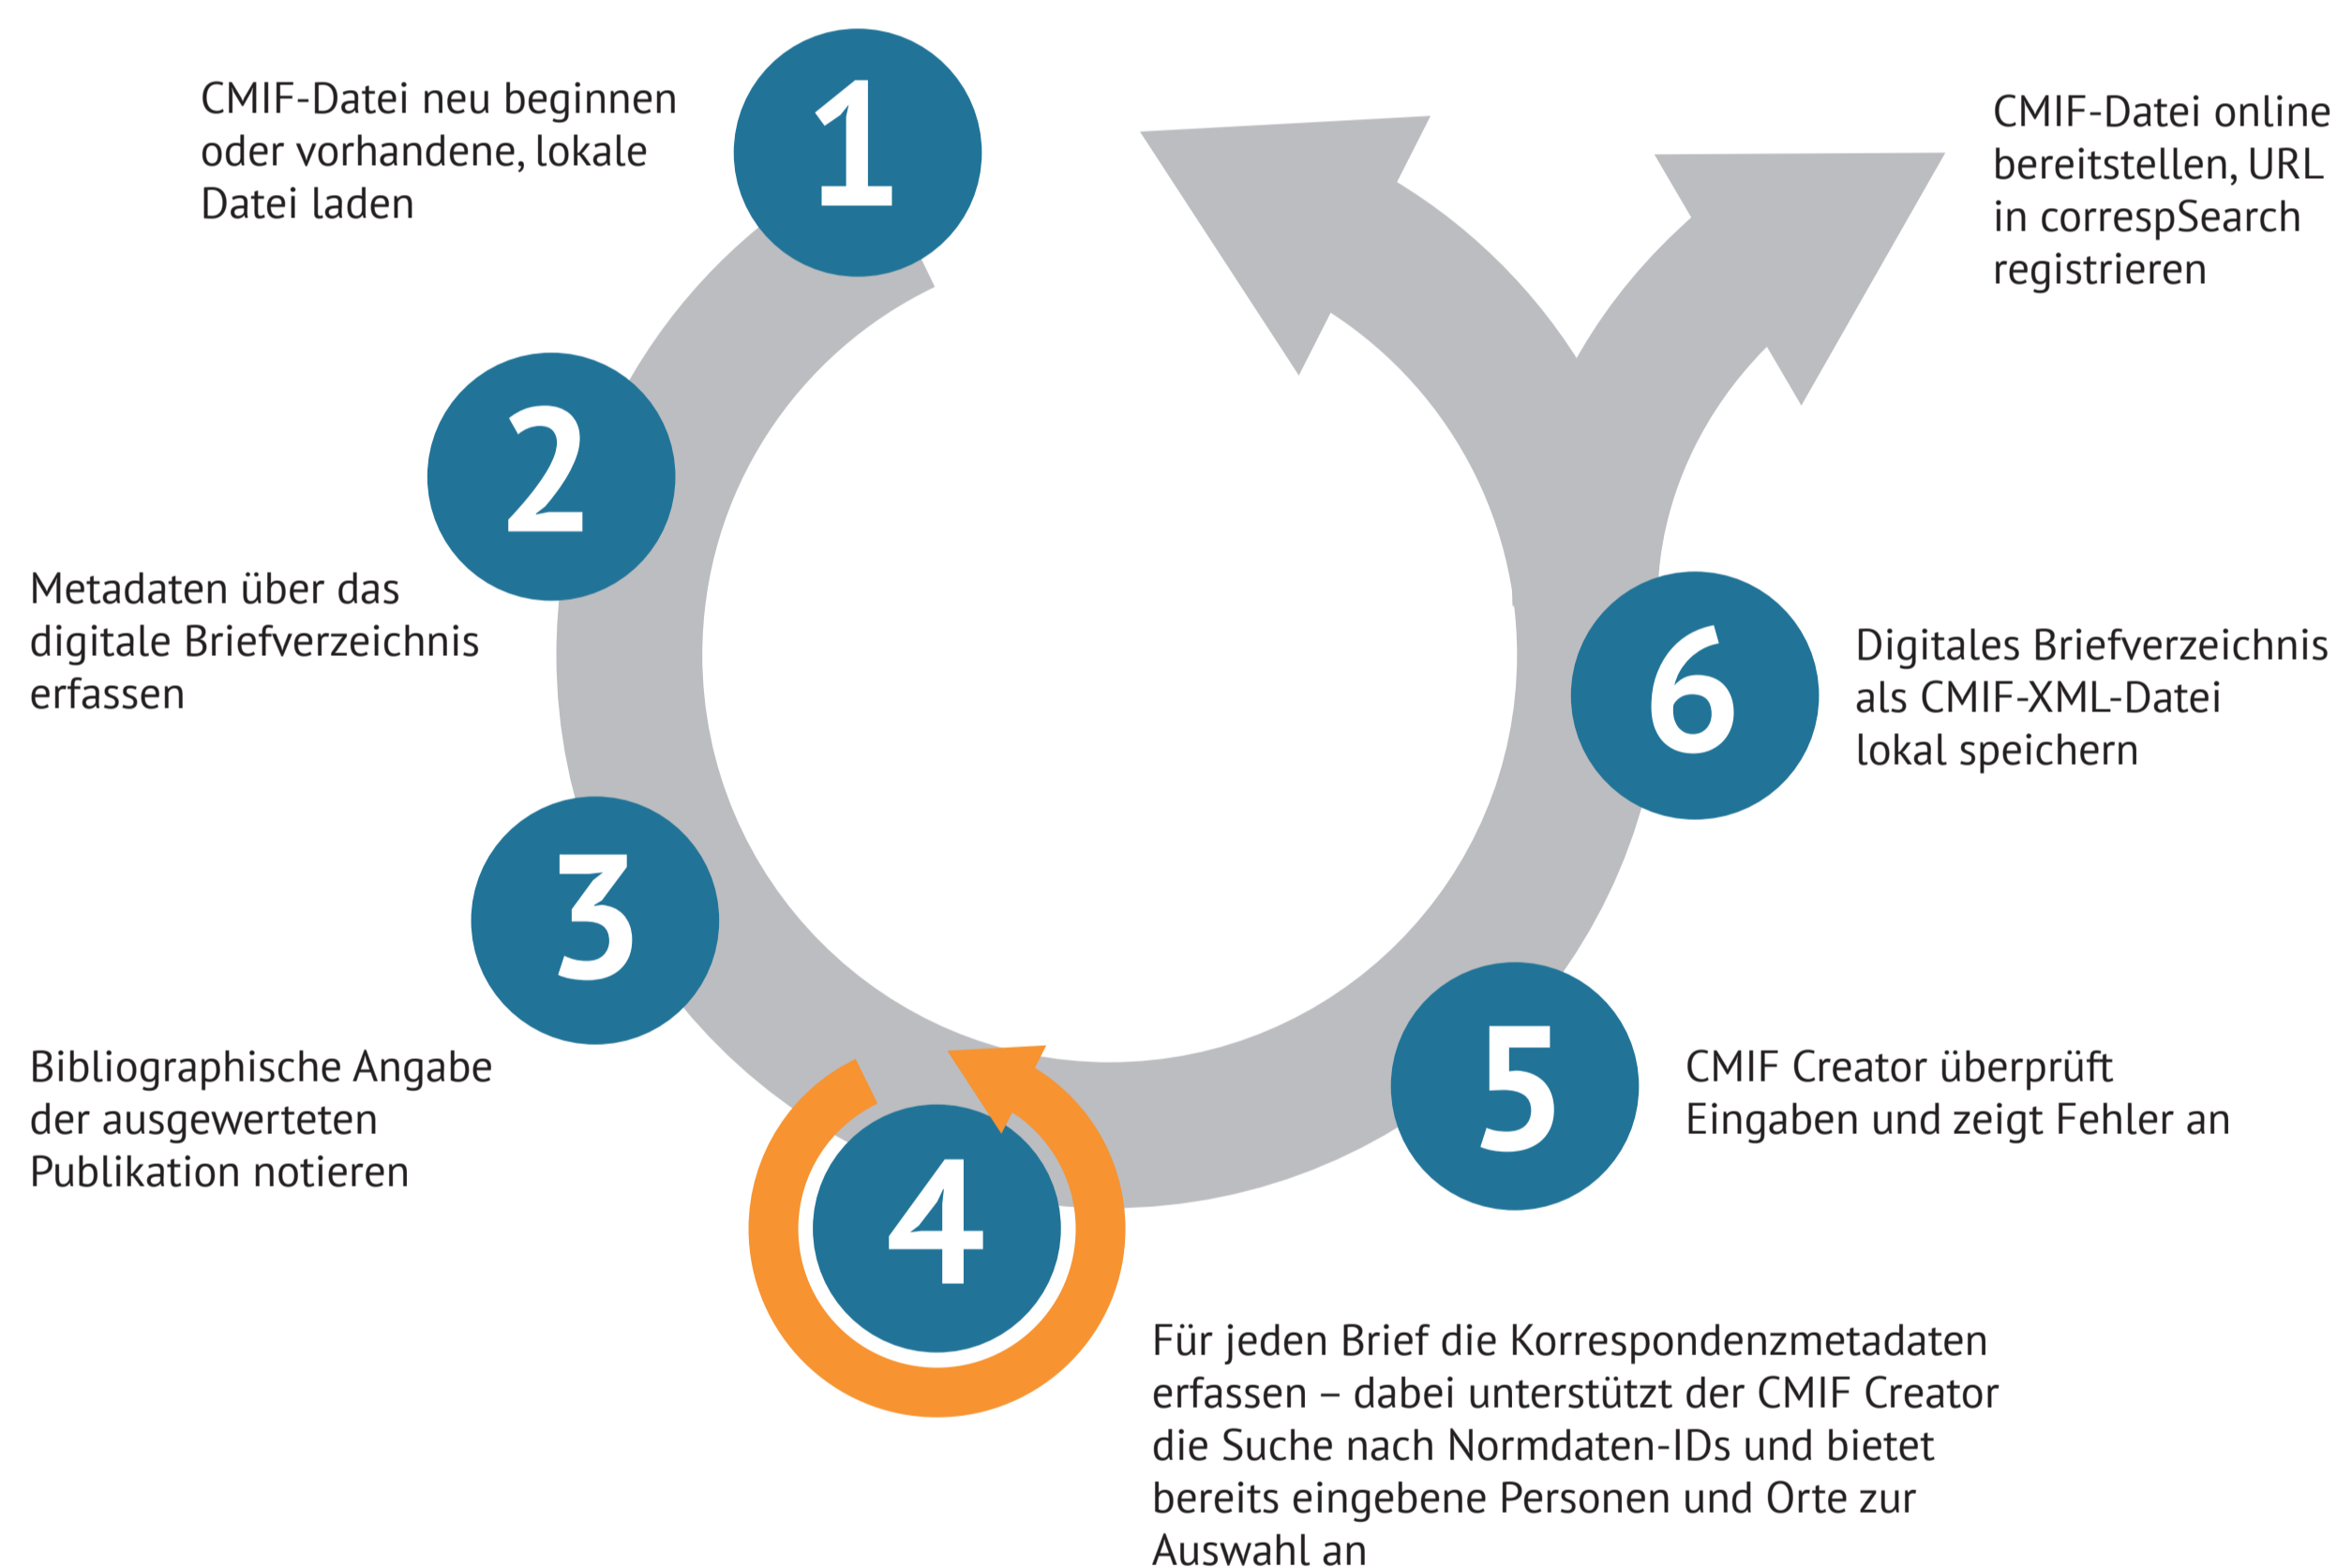 1
CMIF-Datei neu beginnen
oder vorhandene, lokale
Datei laden
2
Metadaten über das
digitale Briefverzeichnis
erfassen
3
Bibliographische Angabe
der ausgewerteten
Publikation notieren
4
Für jeden Brief die Korrespondenzmetadaten
erfassen – dabei unterstützt der CMIF Creator
die Suche nach Normdaten-IDs und bietet
bereits eingebene Personen und Orte zur
Auswahl an
5
CMIF Creator überprüft
Eingaben und zeigt Fehler an
6
Digitales Briefverzeichnis
als CMIF-XML-Datei
lokal speichern
CMIF-Datei online
bereitstellen, URL
in correspSearch
registrieren